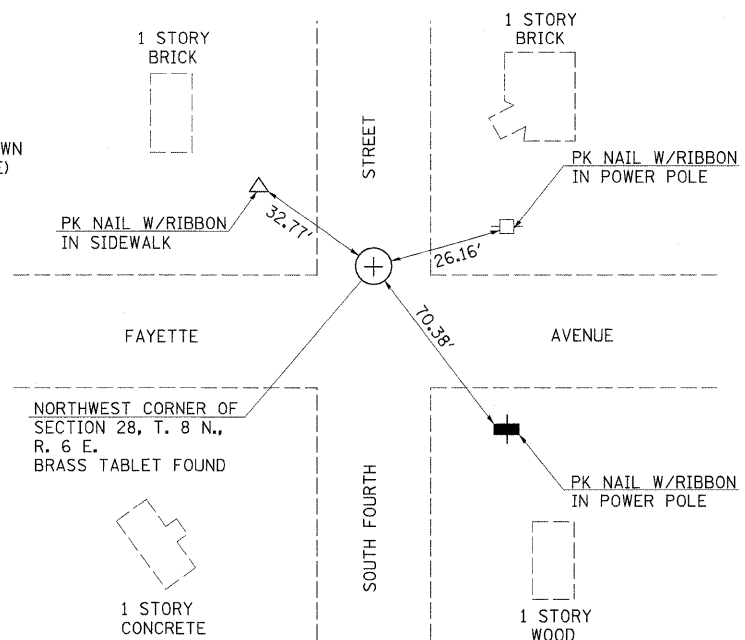 1 STORY
BRICK
1 STORY
BRICK
WN
E)
STREET
PK NAIL W/RIBBON
IN POWER POLE
PK NAIL W/RIBBON
IN SIDEWALK
32.77'
26.16'
FAYETTE
70.38'
AVENUE
NORTHWEST CORNER OF
SECTION 28, T. 8 N.,
R. 6 E.
BRASS TABLET FOUND
SOUTH FOURTH
PK NAIL W/RIBBON
IN POWER POLE
1 STORY
CONCRETE
1 STORY
WOOD